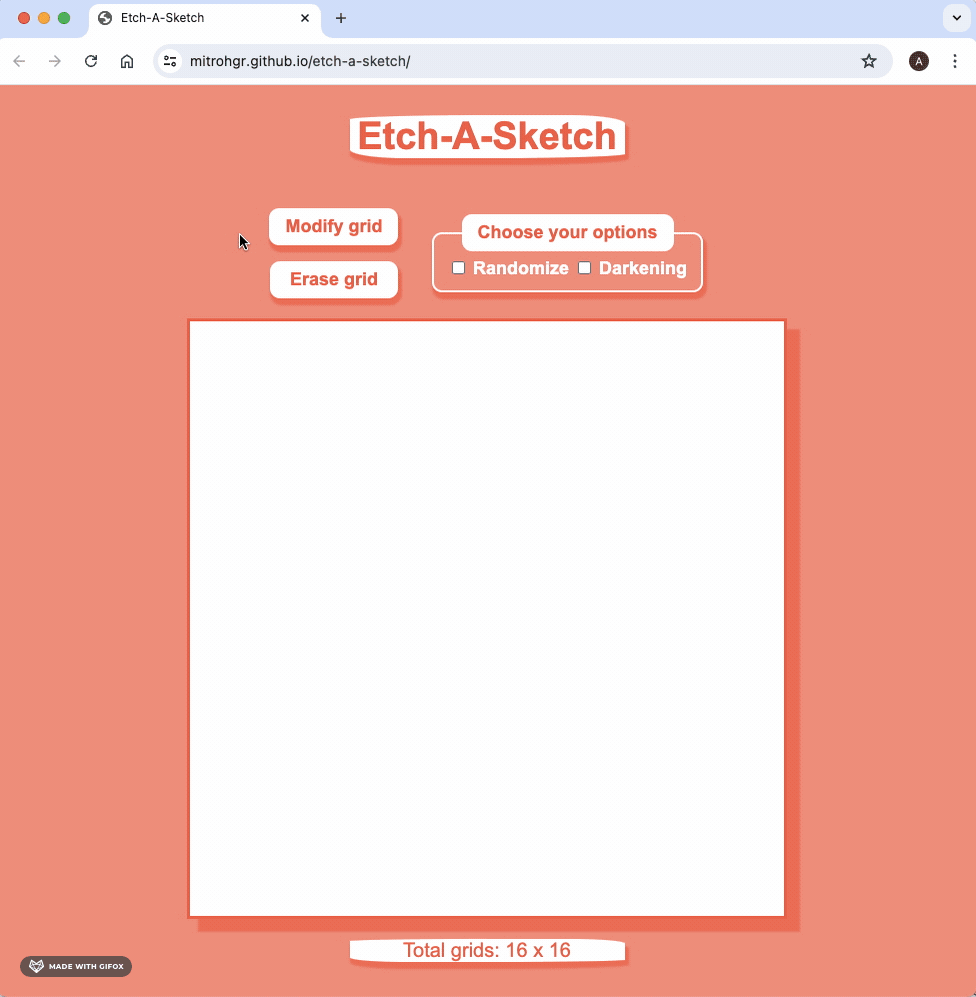 Etch-A-Sketch
mitrohgr.github.io/etch-a-sketch/
A
Etch-A-Sketch
Modify grid
Erase grid
Choose your options
Randomize
Darkening
Total grids: 16 x 16
MADE WITH GIFOX